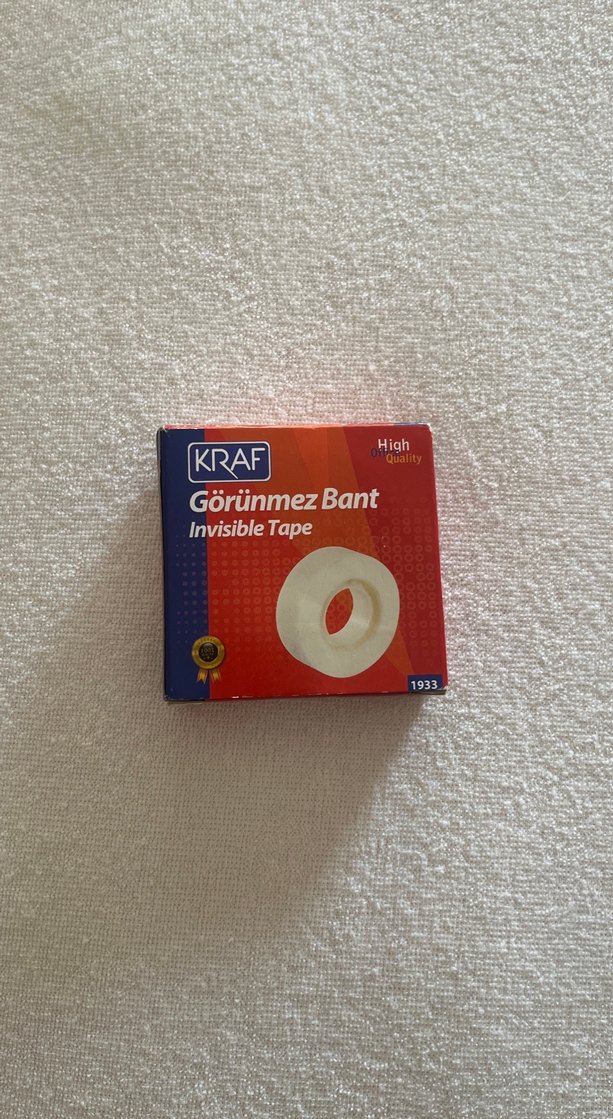 KRAF
High
Quality
Görünmez Bant
Invisible Tape
1933